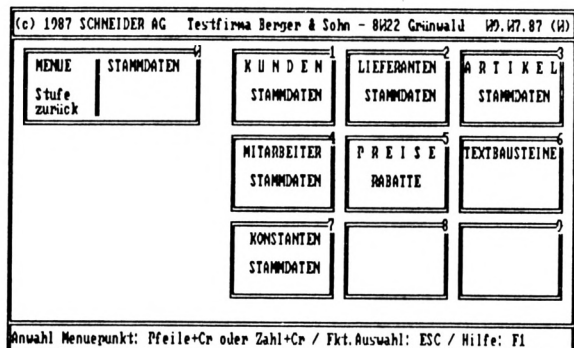 (c) 1987 SCHNEIDER AG Testfirma Berger & Sohn - 8022 Grünwald 09.07.87 (0)
0
MENUE STAMMDATEN
Stufe
zurück
1
K U N D E N
STAMMDATEN
2
LIEFERANTEN
STAMMDATEN
3
A R T I K E L
STAMMDATEN
4
MITARBEITER
STAMMDATEN
5
P R E I S E
RABATTE
6
TEXTBAUSTEINE
7
KONSTANTEN
STAMMDATEN
8
9
Anwahl Menuepunkt: Pfeile+Cr oder Zahl+Cr / Fkt.Auswahl: ESC / Hilfe: F1